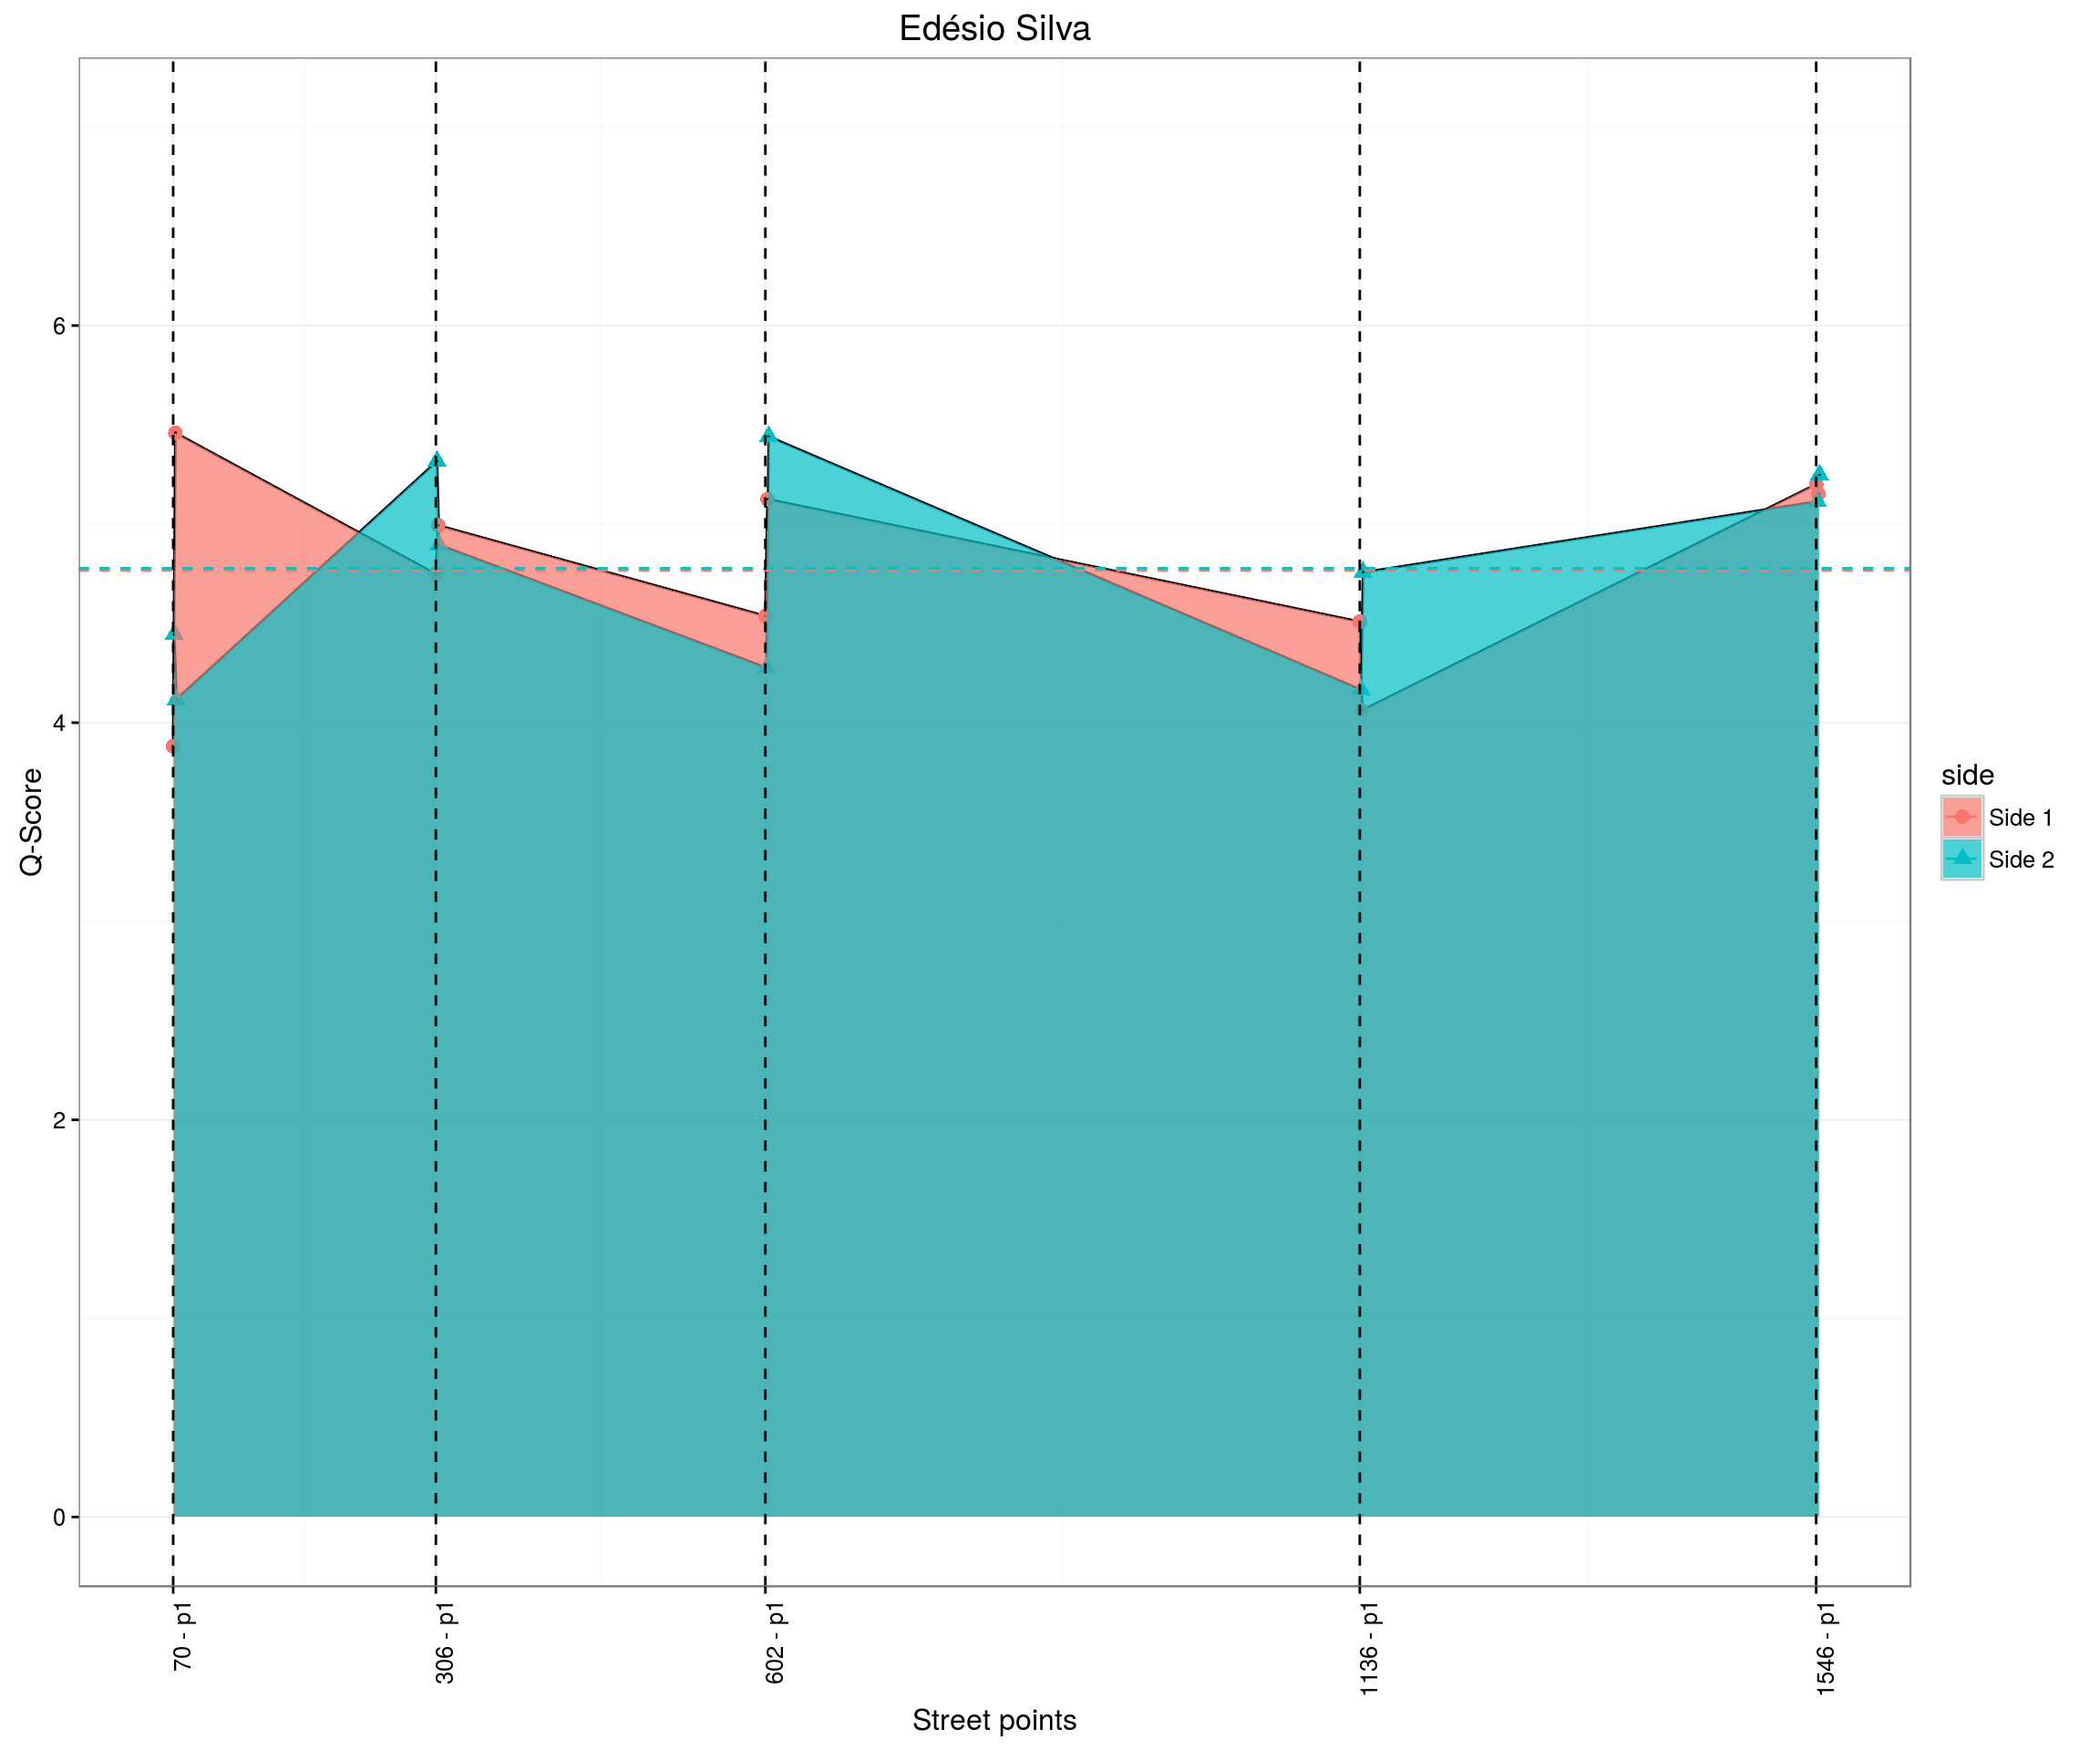 Edésio Silva
Q-Score
6
4
2
0
70 - p1
306 - p1
602 - p1
1136 - p1
1546 - p1
Street points
side
Side 1
Side 2